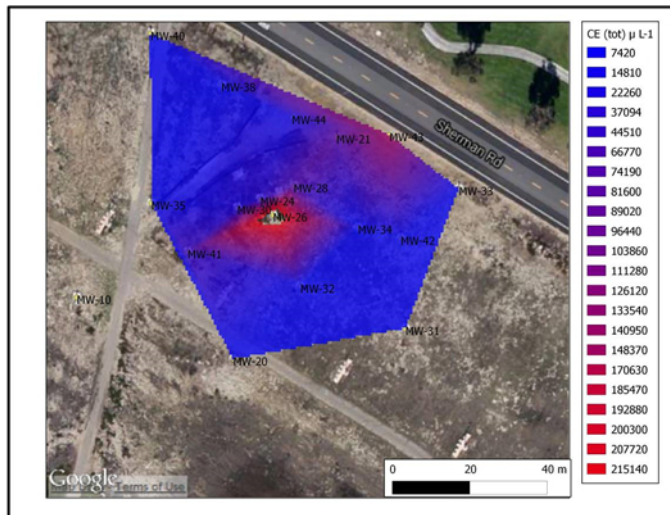 MW-40
MW-38
MW-44
MW-21
MW-43
Sherman Rd
MW-33
MW-28
MW-24
MW-35
MW-26
MW-34
MW-42
MW-41
MW-32
MW-10
MW-31
MW-20
Google
Terms of Use
0 20 40 m
CE (tot) µ L-1
7420
14810
22260
37094
44510
66770
74190
81600
89020
96440
103860
111280
126120
133540
140950
148370
170630
185470
192880
200300
207720
215140